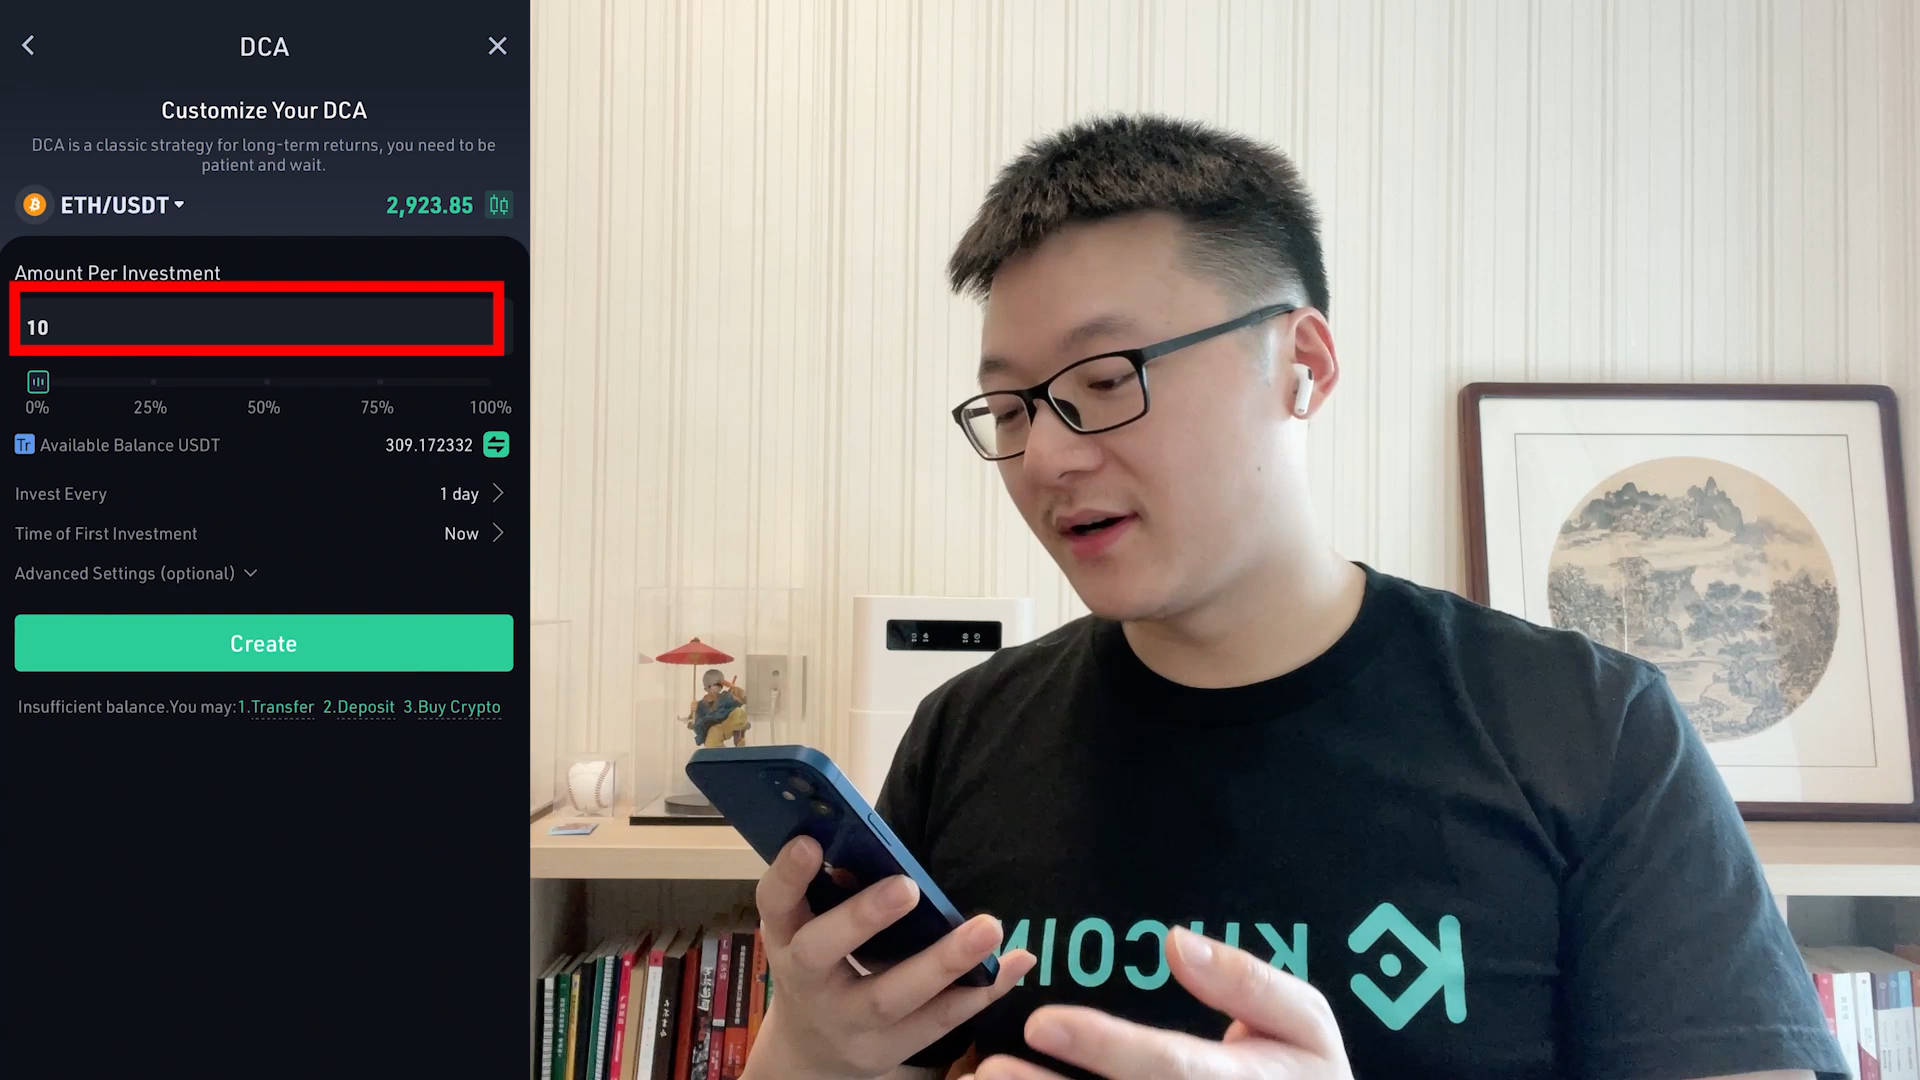 DCA
Customize Your DCA
DCA is a classic strategy for long-term returns, you need to be
patient and wait.
ETH/USDT
2,923.85
Amount Per Investment
10
0% 25% 50% 75% 100%
Tr Available Balance USDT 309.172332
Invest Every 1 day
Time of First Investment Now
Advanced Settings (optional)
Create
Insufficient balance.You may:1.Transfer 2.Deposit 3.Buy Crypto
KUCOIN